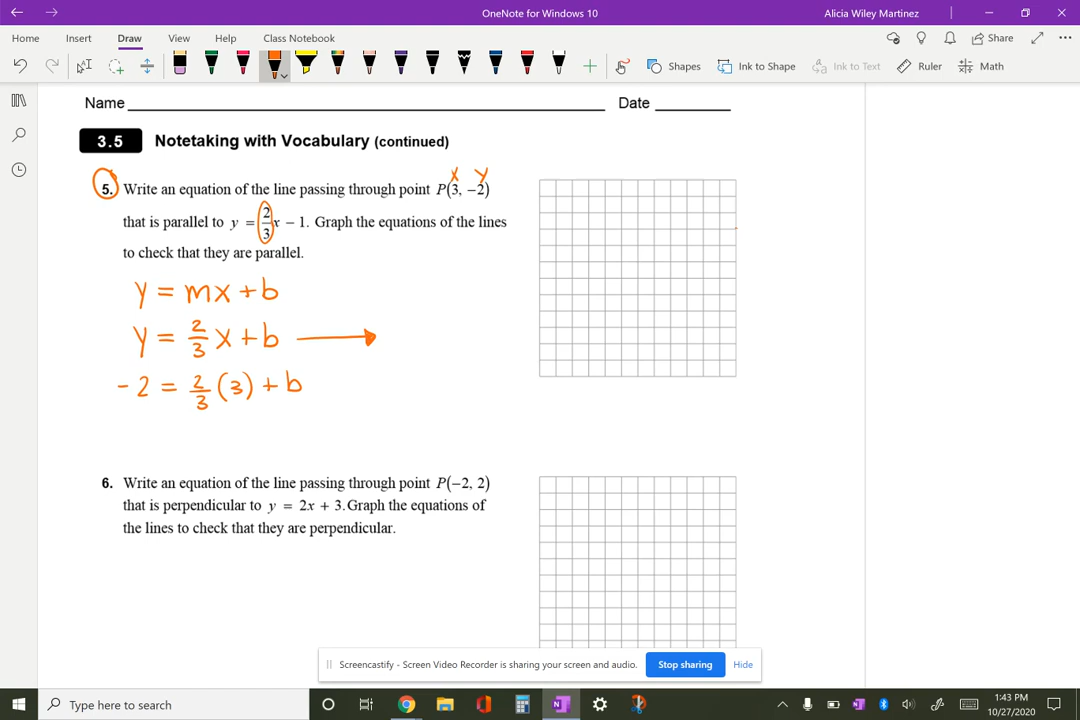 OneNote for Windows 10
Alicia Wiley Martinez
Home Insert Draw View Help Class Notebook Share
Shapes Ink to Shape Ink to Text Ruler Math
Name Date
3.5 Notetaking with Vocabulary (continued)
x y
5. Write an equation of the line passing through point P(3, −2)
that is parallel to y = 2/3 x − 1. Graph the equations of the lines
to check that they are parallel.
y = mx + b
y = 2/3 x + b
-2 = 2/3 (3) + b
6. Write an equation of the line passing through point P(−2, 2)
that is perpendicular to y = 2x + 3.Graph the equations of
the lines to check that they are perpendicular.
Screencastify - Screen Video Recorder is sharing your screen and audio. Stop sharing Hide
Type here to search
1:43 PM
10/27/2020